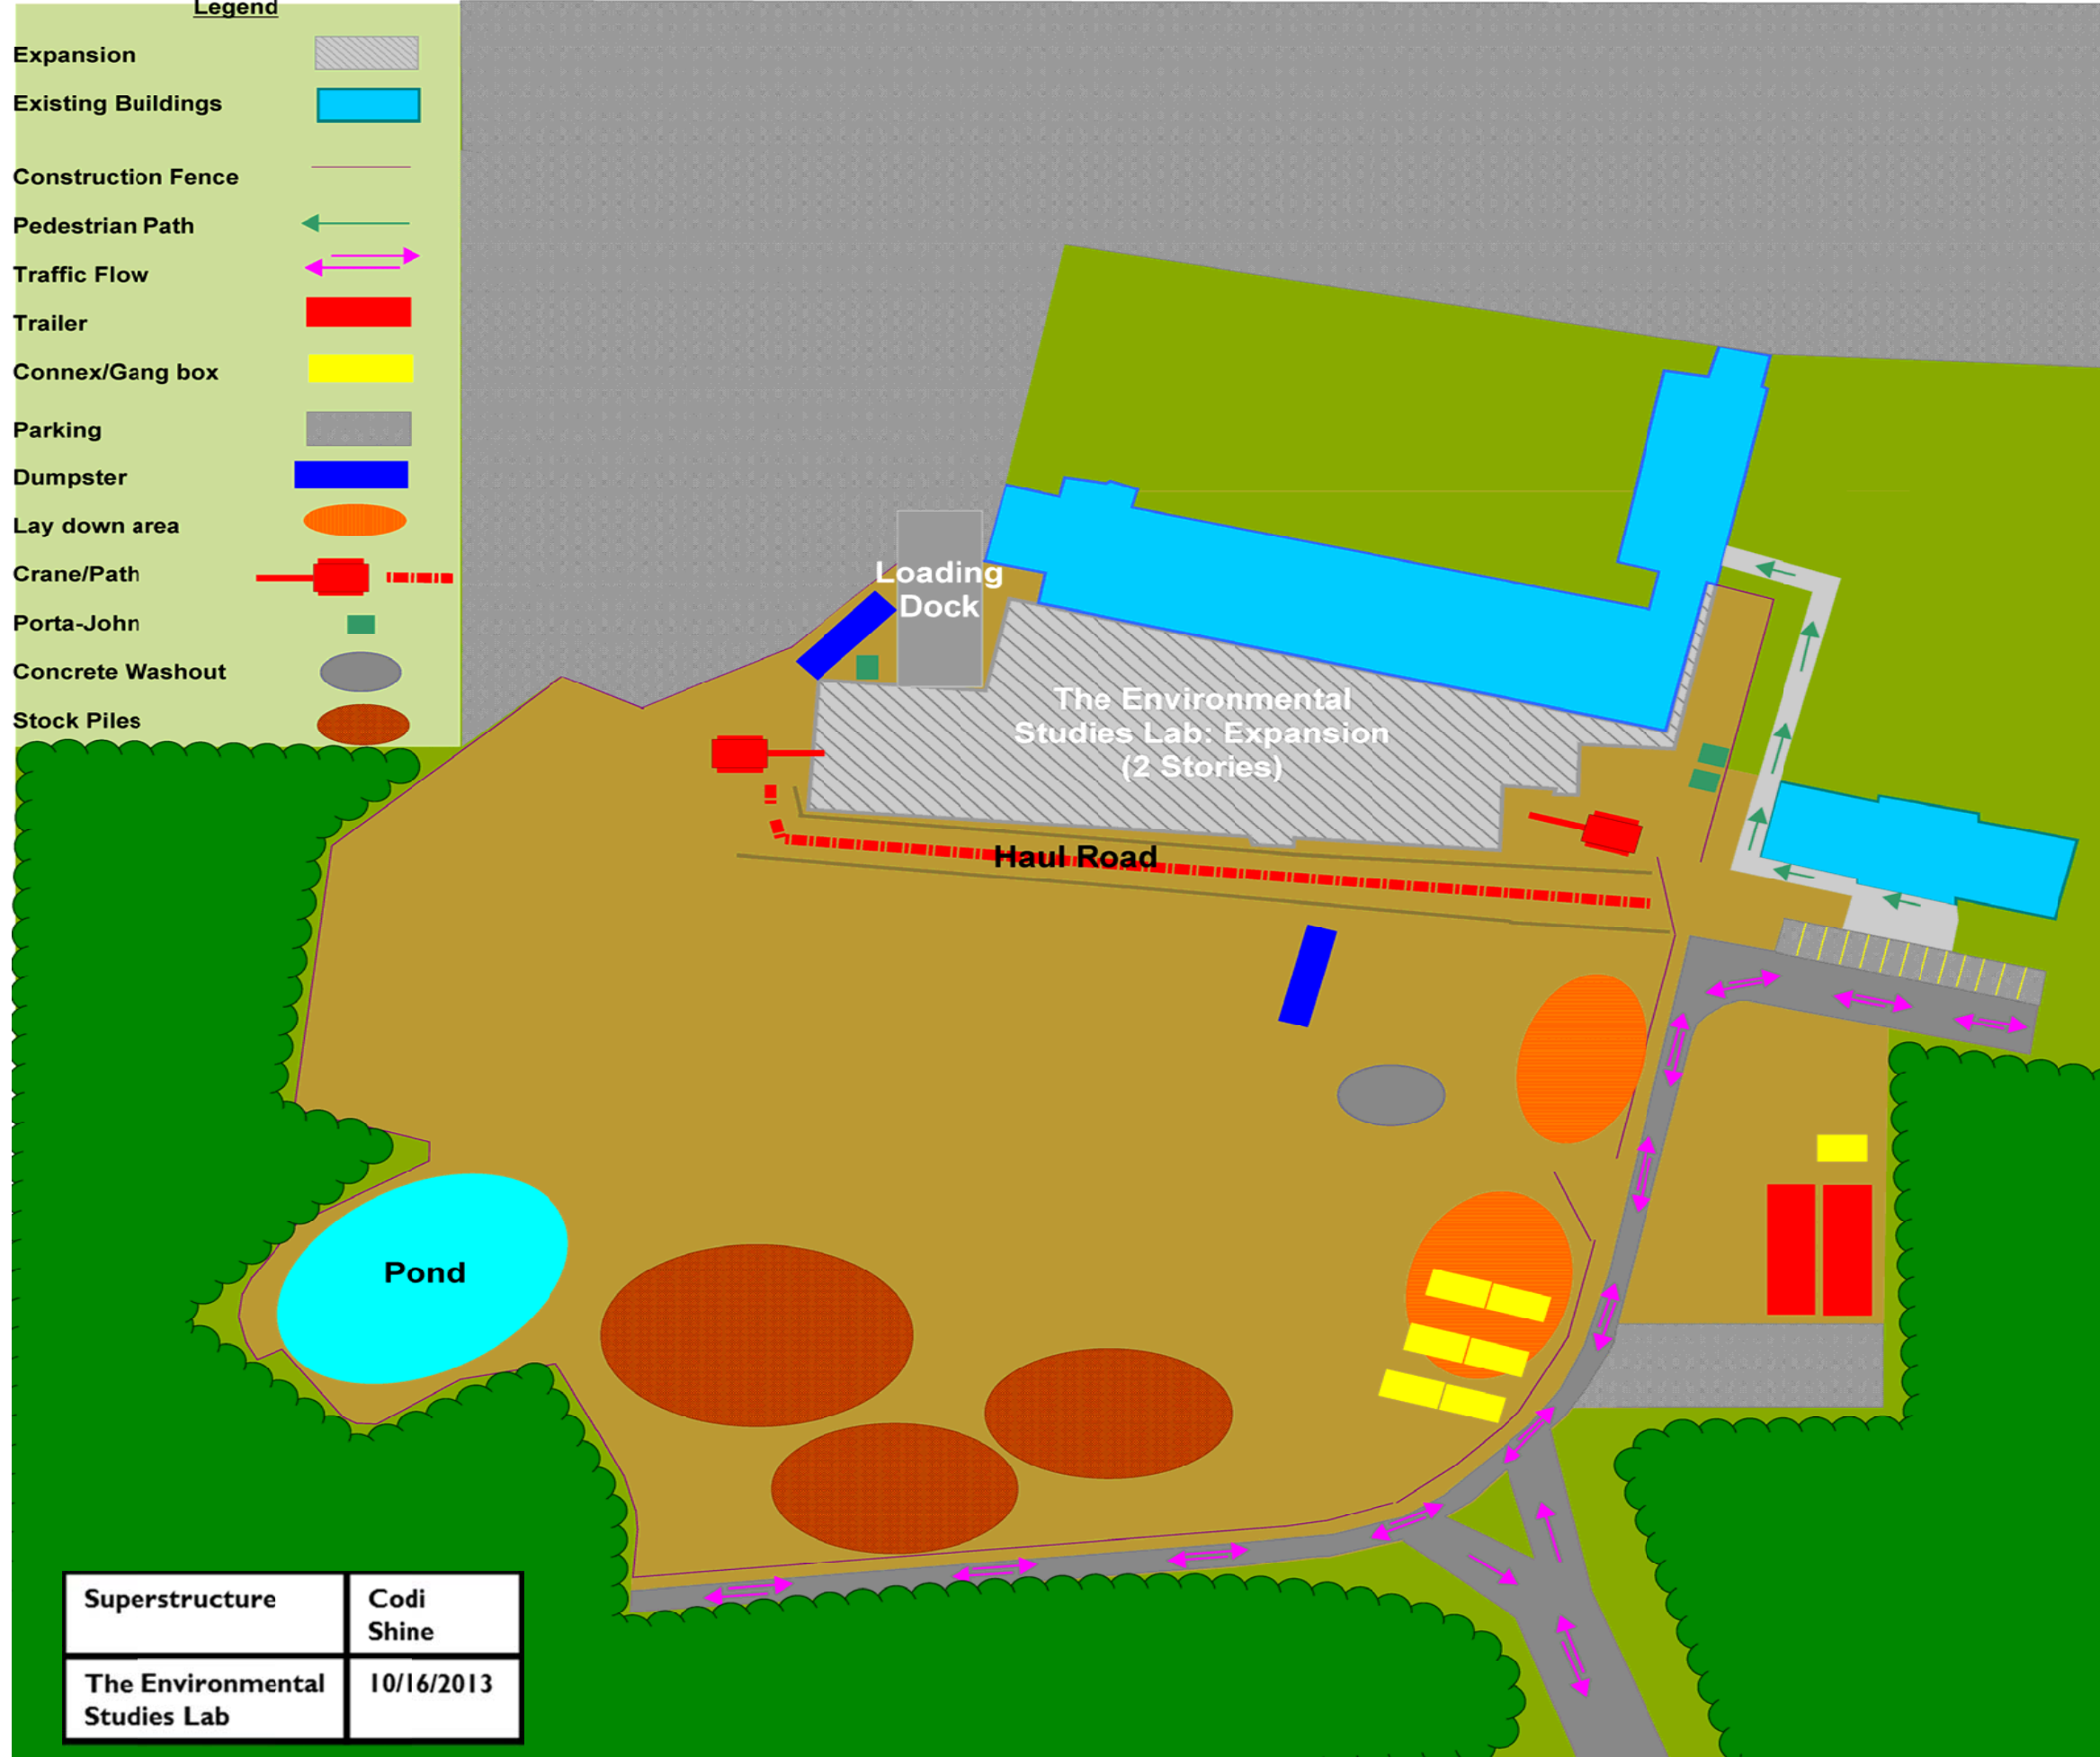 Legend
Expansion
Existing Buildings
Construction Fence
Pedestrian Path
Traffic Flow
Trailer
Connex/Gang box
Parking
Dumpster
Lay down area
Crane/Path
Porta-John
Concrete Washout
Stock Piles
Loading
Dock
The Environmental
Studies Lab: Expansion
(2 Stories)
Haul Road
Pond
Superstructure
Codi
Shine
The Environmental
Studies Lab
10/16/2013